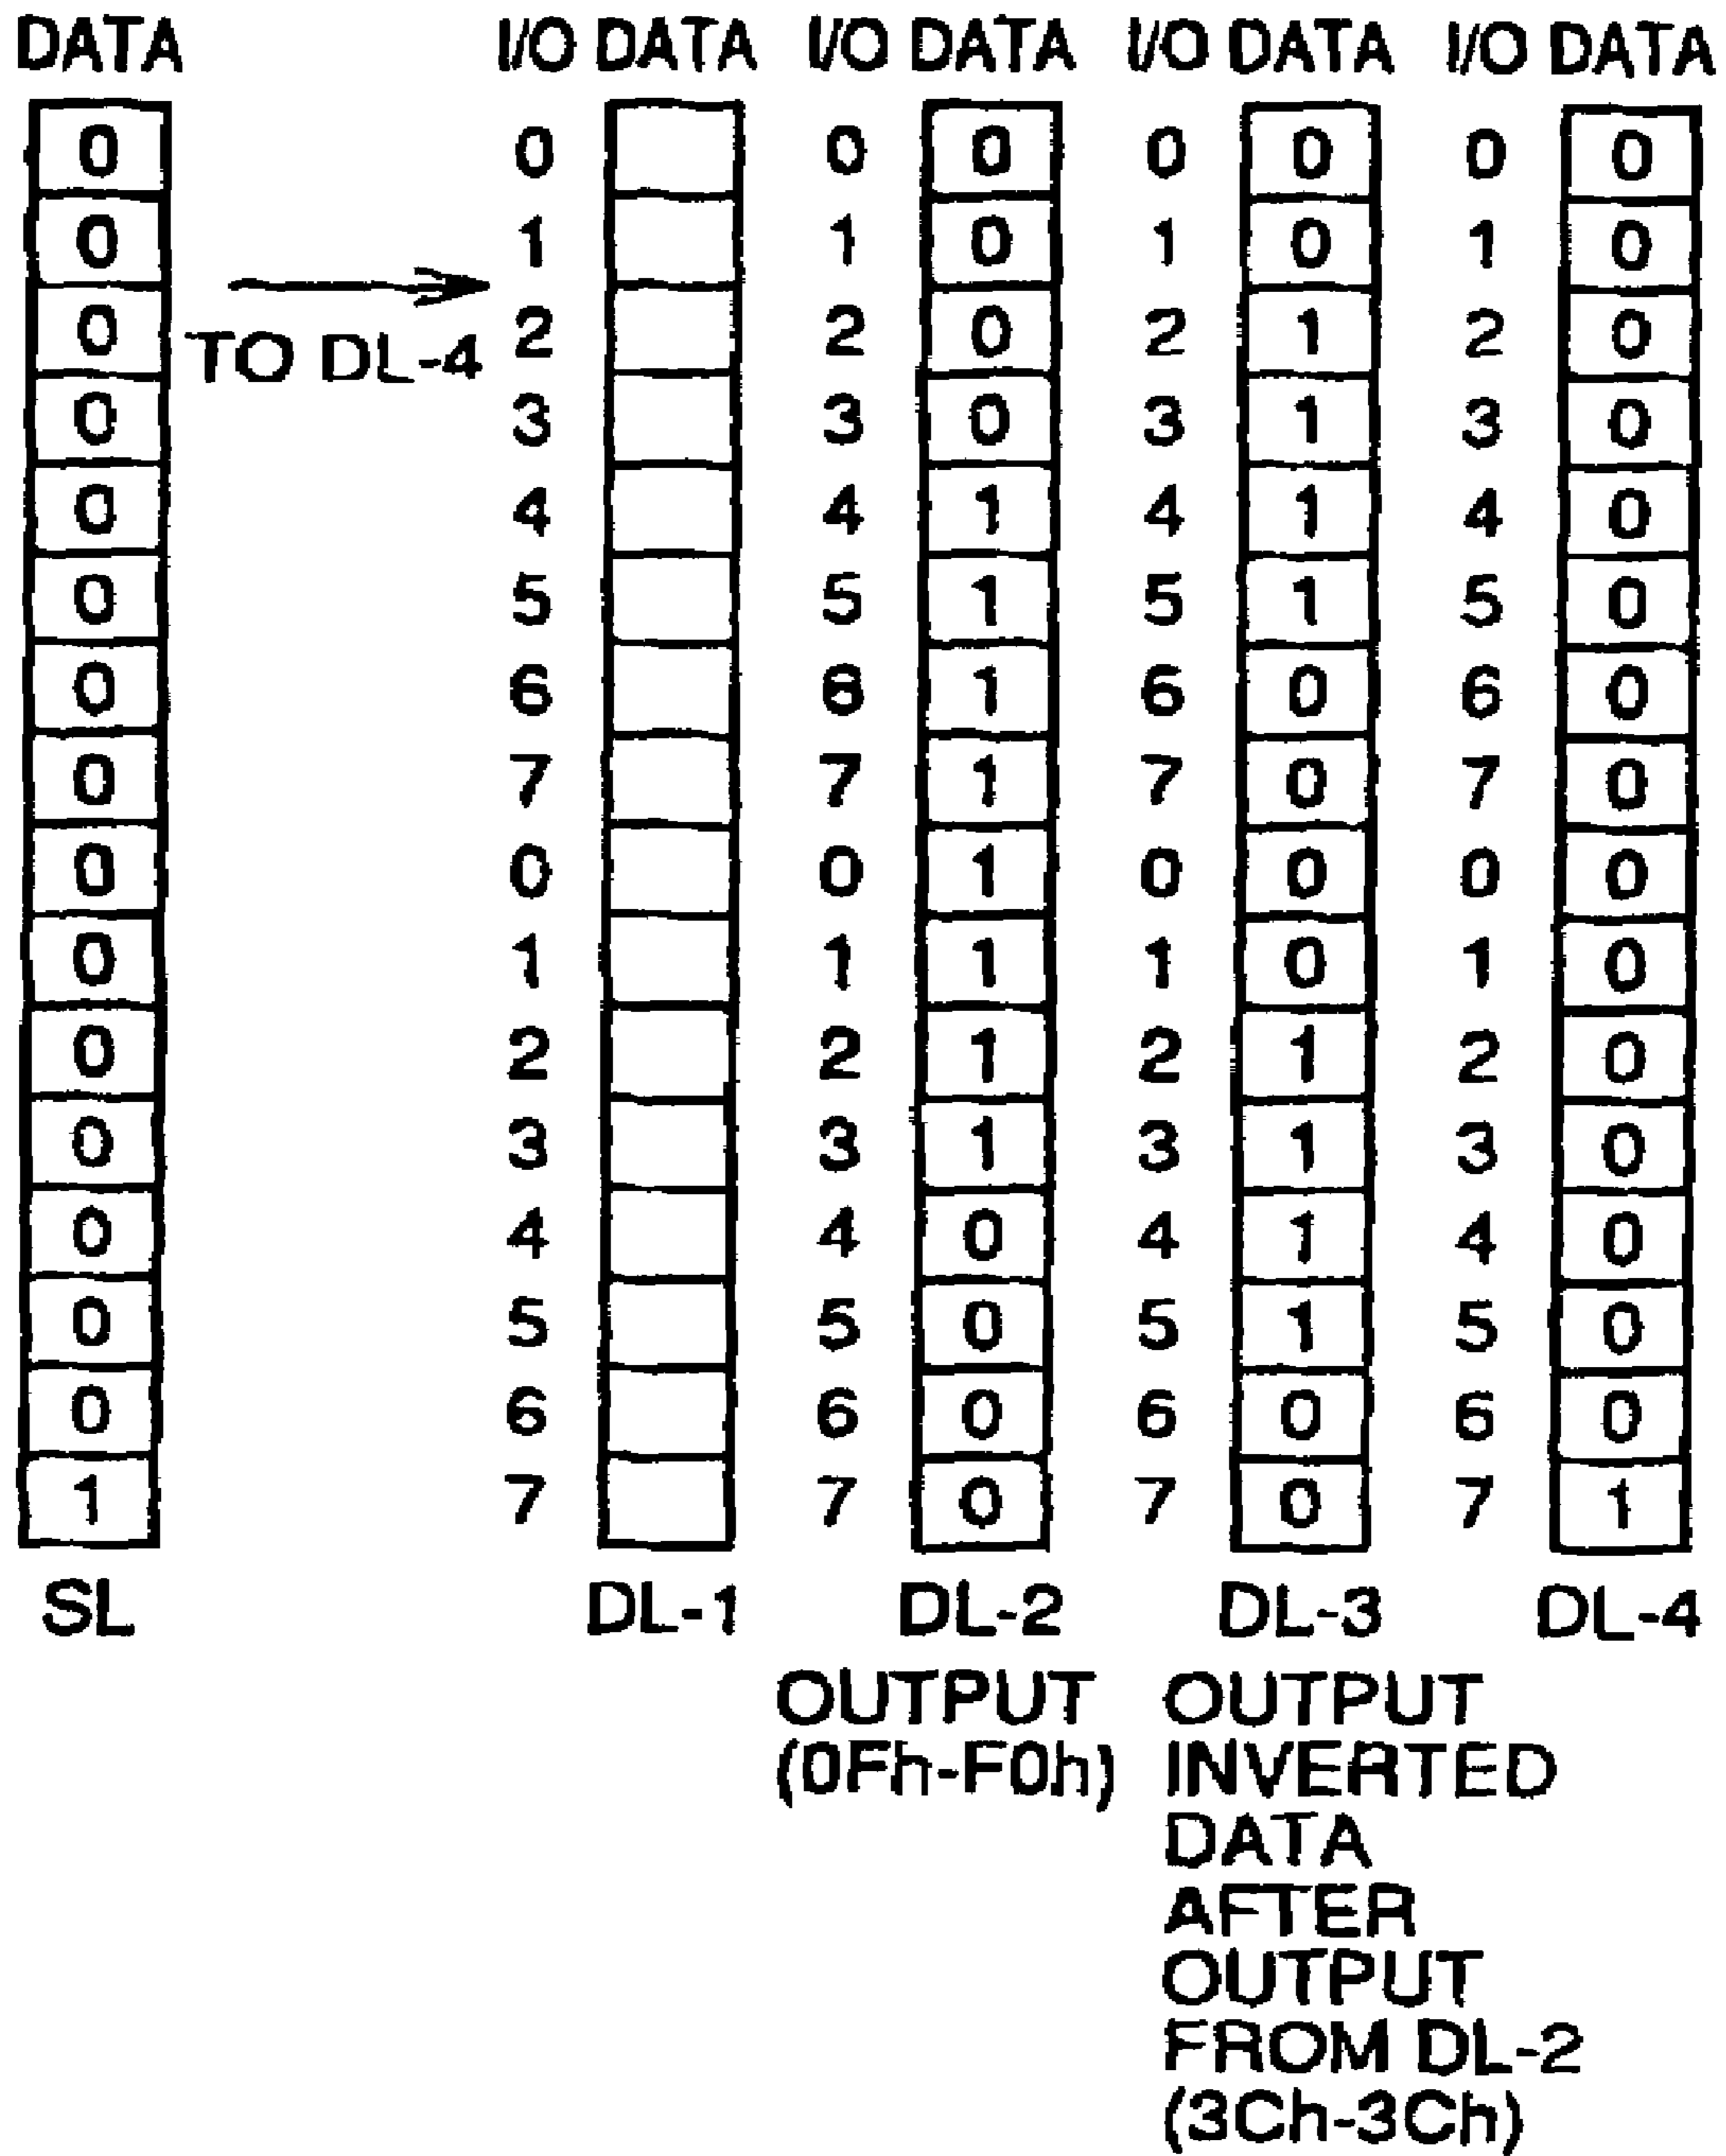 DATA I/O DATA I/O DATA I/O DATA I/O DATA
0 0 0 0 0 0 0 0
0 1 1 0 1 0 1 0
0 2 2 0 2 1 2 0
TO DL-4
0 3 3 0 3 1 3 0
0 4 4 1 4 1 4 0
0 5 5 1 5 1 5 0
0 6 6 1 6 0 6 0
0 7 7 1 7 0 7 0
0 0 0 1 0 0 0 0
0 1 1 1 1 0 1 0
0 2 2 1 2 1 2 0
0 3 3 1 3 1 3 0
0 4 4 0 4 1 4 0
0 5 5 0 5 1 5 0
0 6 6 0 6 0 6 0
1 7 7 0 7 0 7 1
SL DL-1 DL-2 DL-3 DL-4
OUTPUT
(0Fh-F0h)
OUTPUT
INVERTED
DATA
AFTER
OUTPUT
FROM DL-2
(3Ch-3Ch)